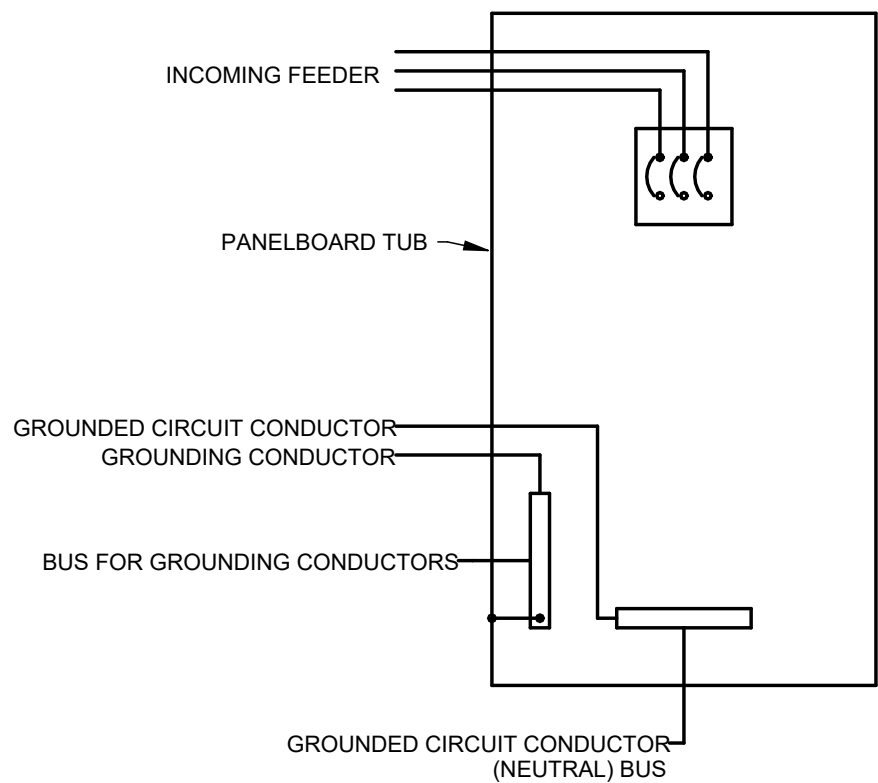 INCOMING FEEDER
PANELBOARD TUB
GROUNDED CIRCUIT CONDUCTOR
GROUNDING CONDUCTOR
BUS FOR GROUNDING CONDUCTORS
GROUNDED CIRCUIT CONDUCTOR
(NEUTRAL) BUS